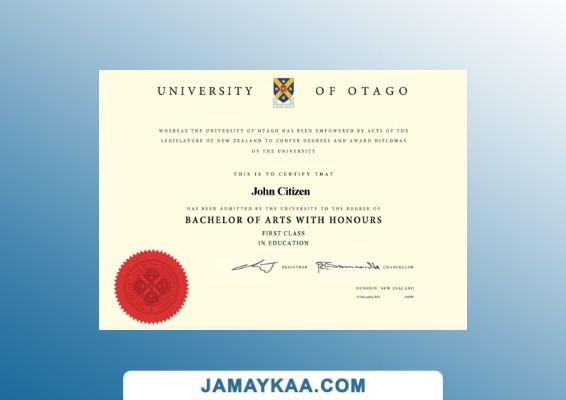 UNIVERSITY OF OTAGO
WHEREAS THE UNIVERSITY OF OTAGO HAS BEEN EMPOWERED BY ACTS OF THE
LEGISLATURE OF NEW ZEALAND TO CONFER DEGREES AND AWARD DIPLOMAS
OF THE UNIVERSITY
THIS IS TO CERTIFY THAT
John Citizen
HAS BEEN ADMITTED BY THE UNIVERSITY TO THE DEGREE OF
BACHELOR OF ARTS WITH HONOURS
FIRST CLASS
IN EDUCATION
REGISTRAR CHANCELLOR
DUNEDIN, NEW ZEALAND
December
JAMAYKAA.COM